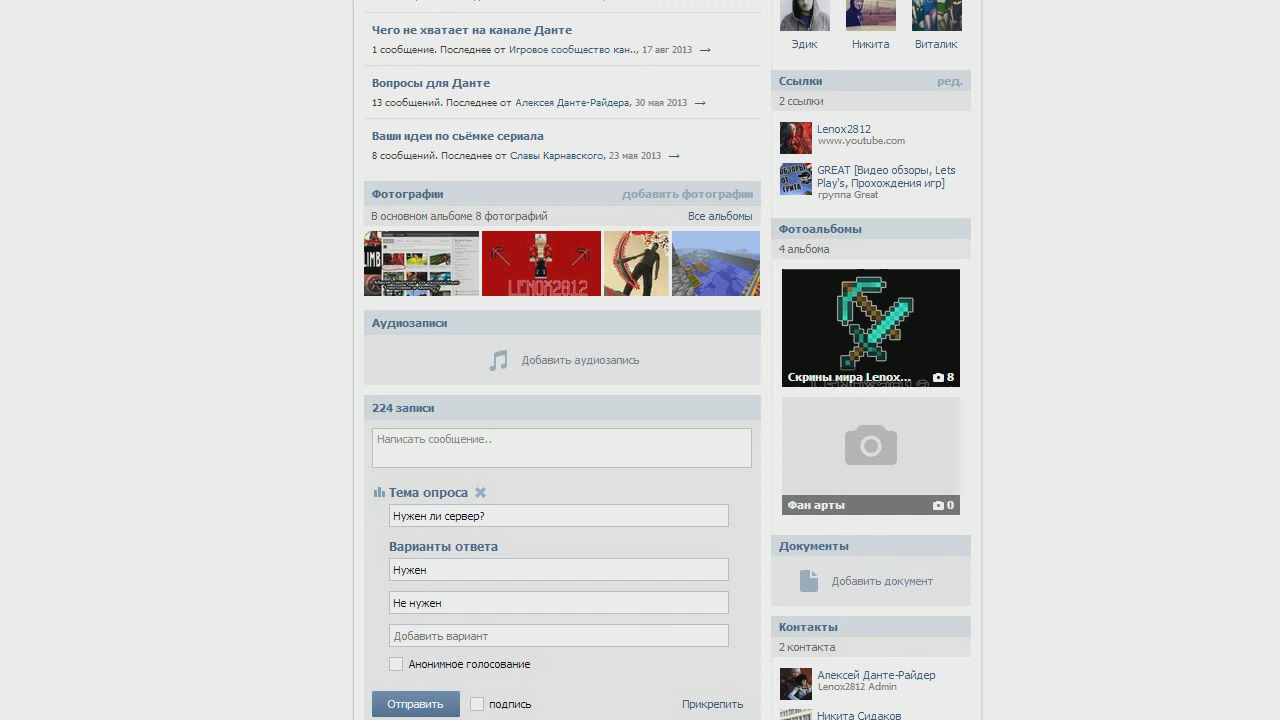 Чего не хватает на канале Данте
1 сообщение. Последнее от Игровое сообщество кан.., 17 авг 2013 →
Вопросы для Данте
13 сообщений. Последнее от Алексея Данте-Райдера, 30 мая 2013 →
Ваши идеи по сьёмке сериала
8 сообщений. Последнее от Славы Карнавского, 23 мая 2013 →
Фотографии добавить фотографии
В основном альбоме 8 фотографий Все альбомы
LENOX2812
Аудиозаписи
Добавить аудиозапись
224 записи
Написать сообщение..
Тема опроса
Нужен ли сервер?
Варианты ответа
Нужен
Не нужен
Добавить вариант
Анонимное голосование
Отправить подпись Прикрепить
Эдик Никита Виталик
Ссылки ред.
2 ссылки
Lenox2812
www.youtube.com
GREAT [Видео обзоры, Lets
Play's, Прохождения игр]
группа Great
Фотоальбомы
4 альбома
Скрины мира Lenox... 8
Фан арты 0
Документы
Добавить документ
Контакты
2 контакта
Алексей Данте-Райдер
Lenox2812 Admin
Никита Сидаков